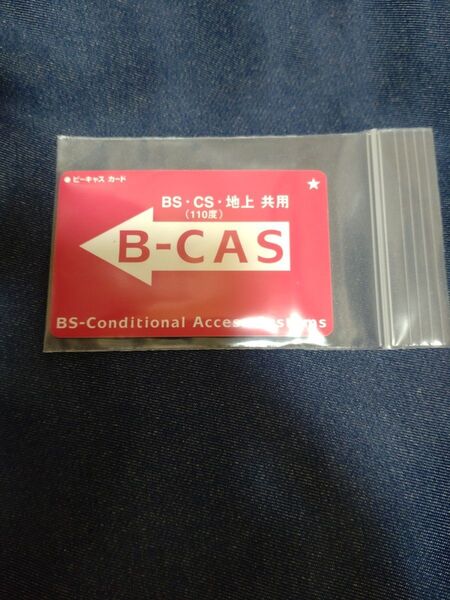 ● ビーキャス カード
★
BS・CS・地上 共用
(110度)
B-CAS
BS-Conditional Access Systems